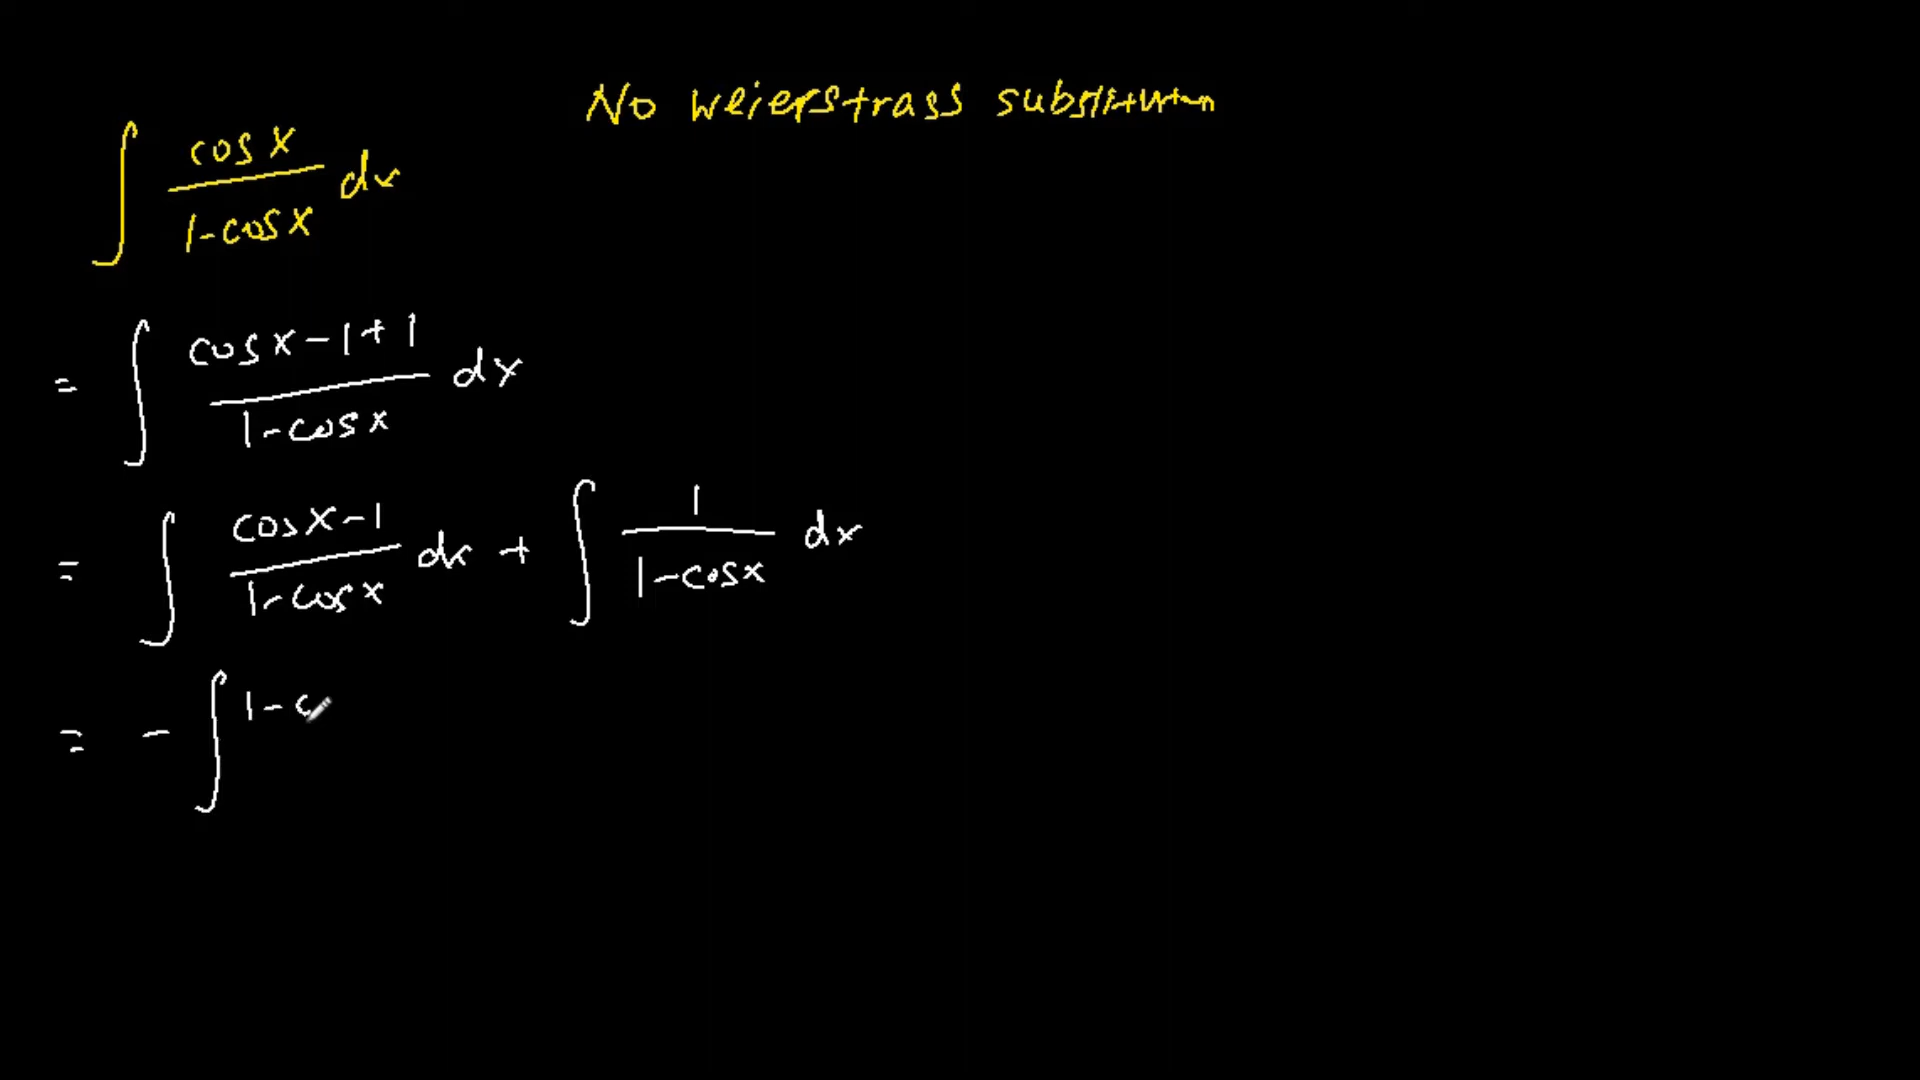 No weierstrass substitution
∫ cos x / 1-cos x dx
= ∫ cos x - 1 + 1 / 1-cos x dx
= ∫ cos x - 1 / 1-cos x dx + ∫ 1 / 1-cos x dx
= - ∫ 1 - c